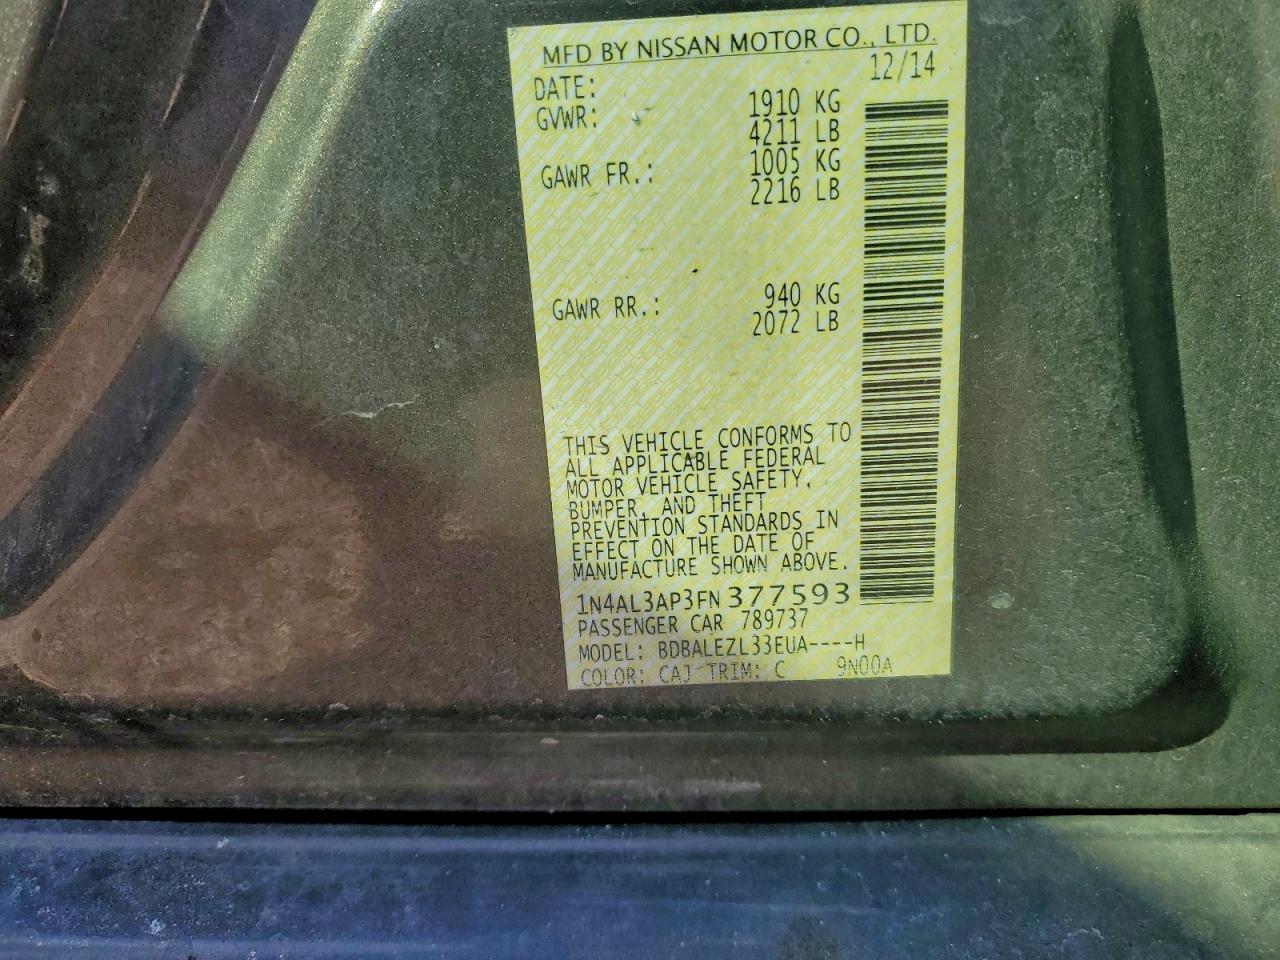 MFD BY NISSAN MOTOR CO., LTD.
DATE: 12/14
GVWR: 1910 KG
4211 LB
GAWR FR.: 1005 KG
2216 LB
GAWR RR.: 940 KG
2072 LB
THIS VEHICLE CONFORMS TO
ALL APPLICABLE FEDERAL
MOTOR VEHICLE SAFETY,
BUMPER, AND THEFT
PREVENTION STANDARDS IN
EFFECT ON THE DATE OF
MANUFACTURE SHOWN ABOVE.
1N4AL3AP3FN377593
PASSENGER CAR 789737
MODEL: BDBALEZL33EUA----H
COLOR: CAJ TRIM: C 9N00A